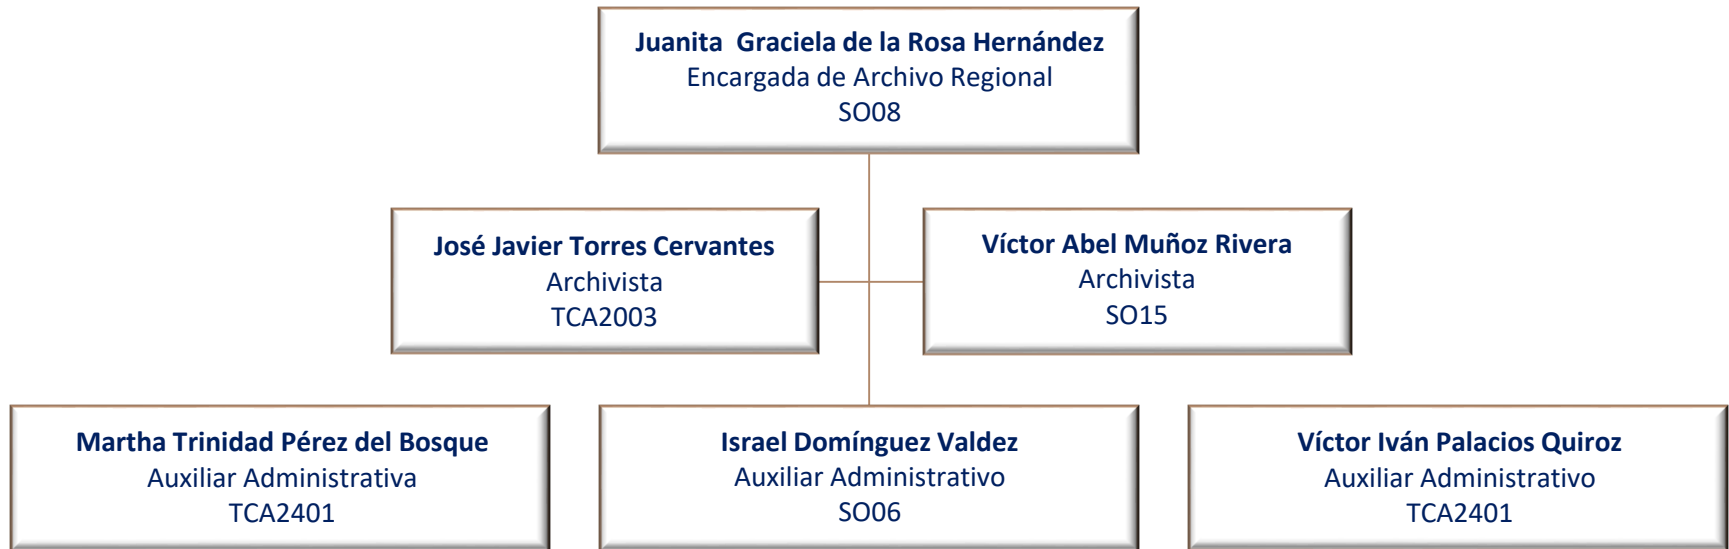 Juanita  Graciela de la Rosa Hernández
Encargada de Archivo Regional
SO08
José Javier Torres Cervantes
Archivista
TCA2003
Víctor Abel Muñoz Rivera
Archivista
SO15
Martha Trinidad Pérez del Bosque
Auxiliar Administrativa
TCA2401
Israel Domínguez Valdez
Auxiliar Administrativo
SO06
Víctor Iván Palacios Quiroz
Auxiliar Administrativo
TCA2401